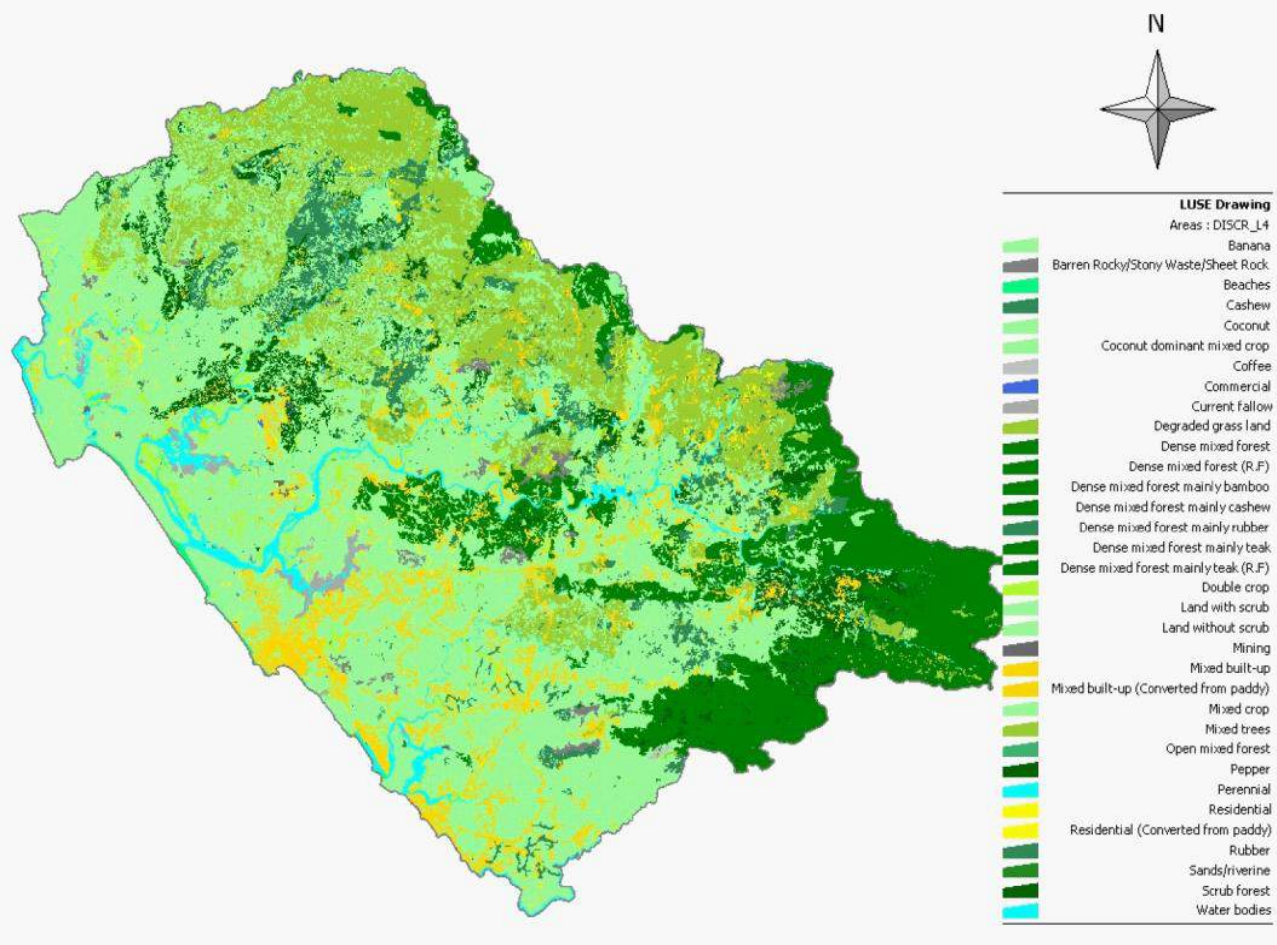 N
LUSE Drawing
Areas : DISCR_L4
Banana
Barren Rocky/Stony Waste/Sheet Rock
Beaches
Cashew
Coconut
Coconut dominant mixed crop
Coffee
Commercial
Current fallow
Degraded grass land
Dense mixed forest
Dense mixed forest (R.F)
Dense mixed forest mainly bamboo
Dense mixed forest mainly cashew
Dense mixed forest mainly rubber
Dense mixed forest mainly teak
Dense mixed forest mainly teak (R.F)
Double crop
Land with scrub
Land without scrub
Mining
Mixed built-up
Mixed built-up (Converted from paddy)
Mixed crop
Mixed trees
Open mixed forest
Pepper
Perennial
Residential
Residential (Converted from paddy)
Rubber
Sands/riverine
Scrub forest
Water bodies